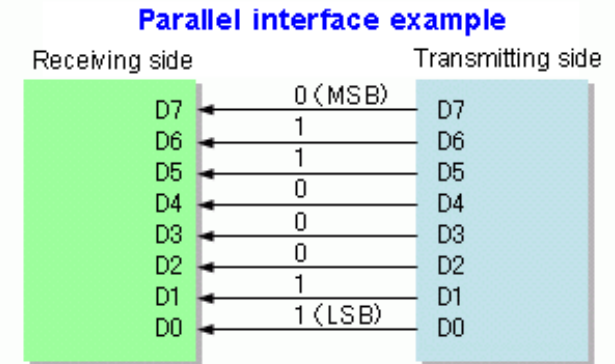 Parallel interface example
Receiving side Transmitting side
D7 0 (MSB) D7
D6 1 D6
D5 1 D5
D4 0 D4
D3 0 D3
D2 0 D2
D1 1 D1
D0 1 (LSB) D0